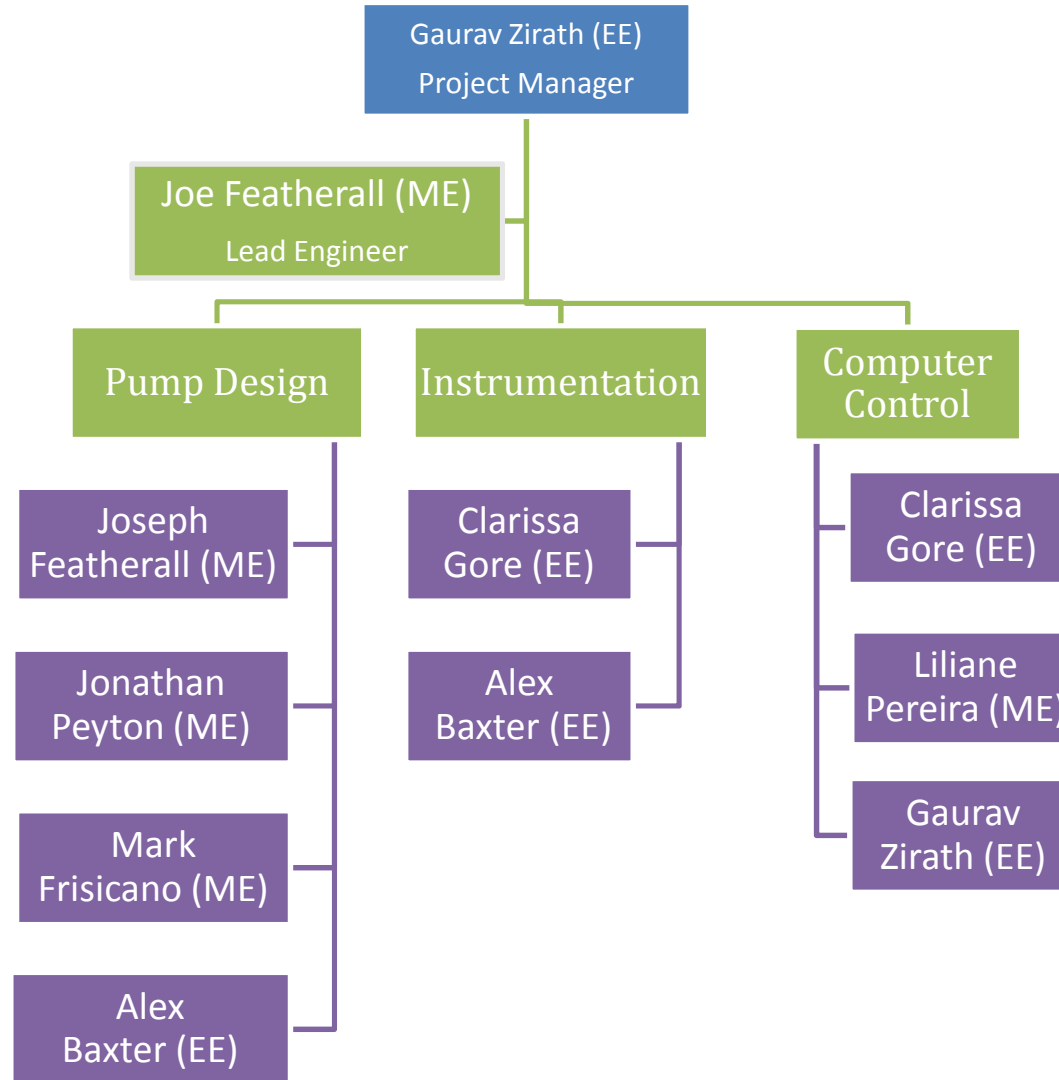 Gaurav Zirath (EE)
Project Manager
Joe Featherall (ME)
Lead Engineer
Pump Design
Instrumentation
Computer
Control
Joseph
Featherall (ME)
Jonathan
Peyton (ME)
Mark
Frisicano (ME)
Alex
Baxter (EE)
Clarissa
Gore (EE)
Alex
Baxter (EE)
Clarissa
Gore (EE)
Liliane
Pereira (ME)
Gaurav
Zirath (EE)